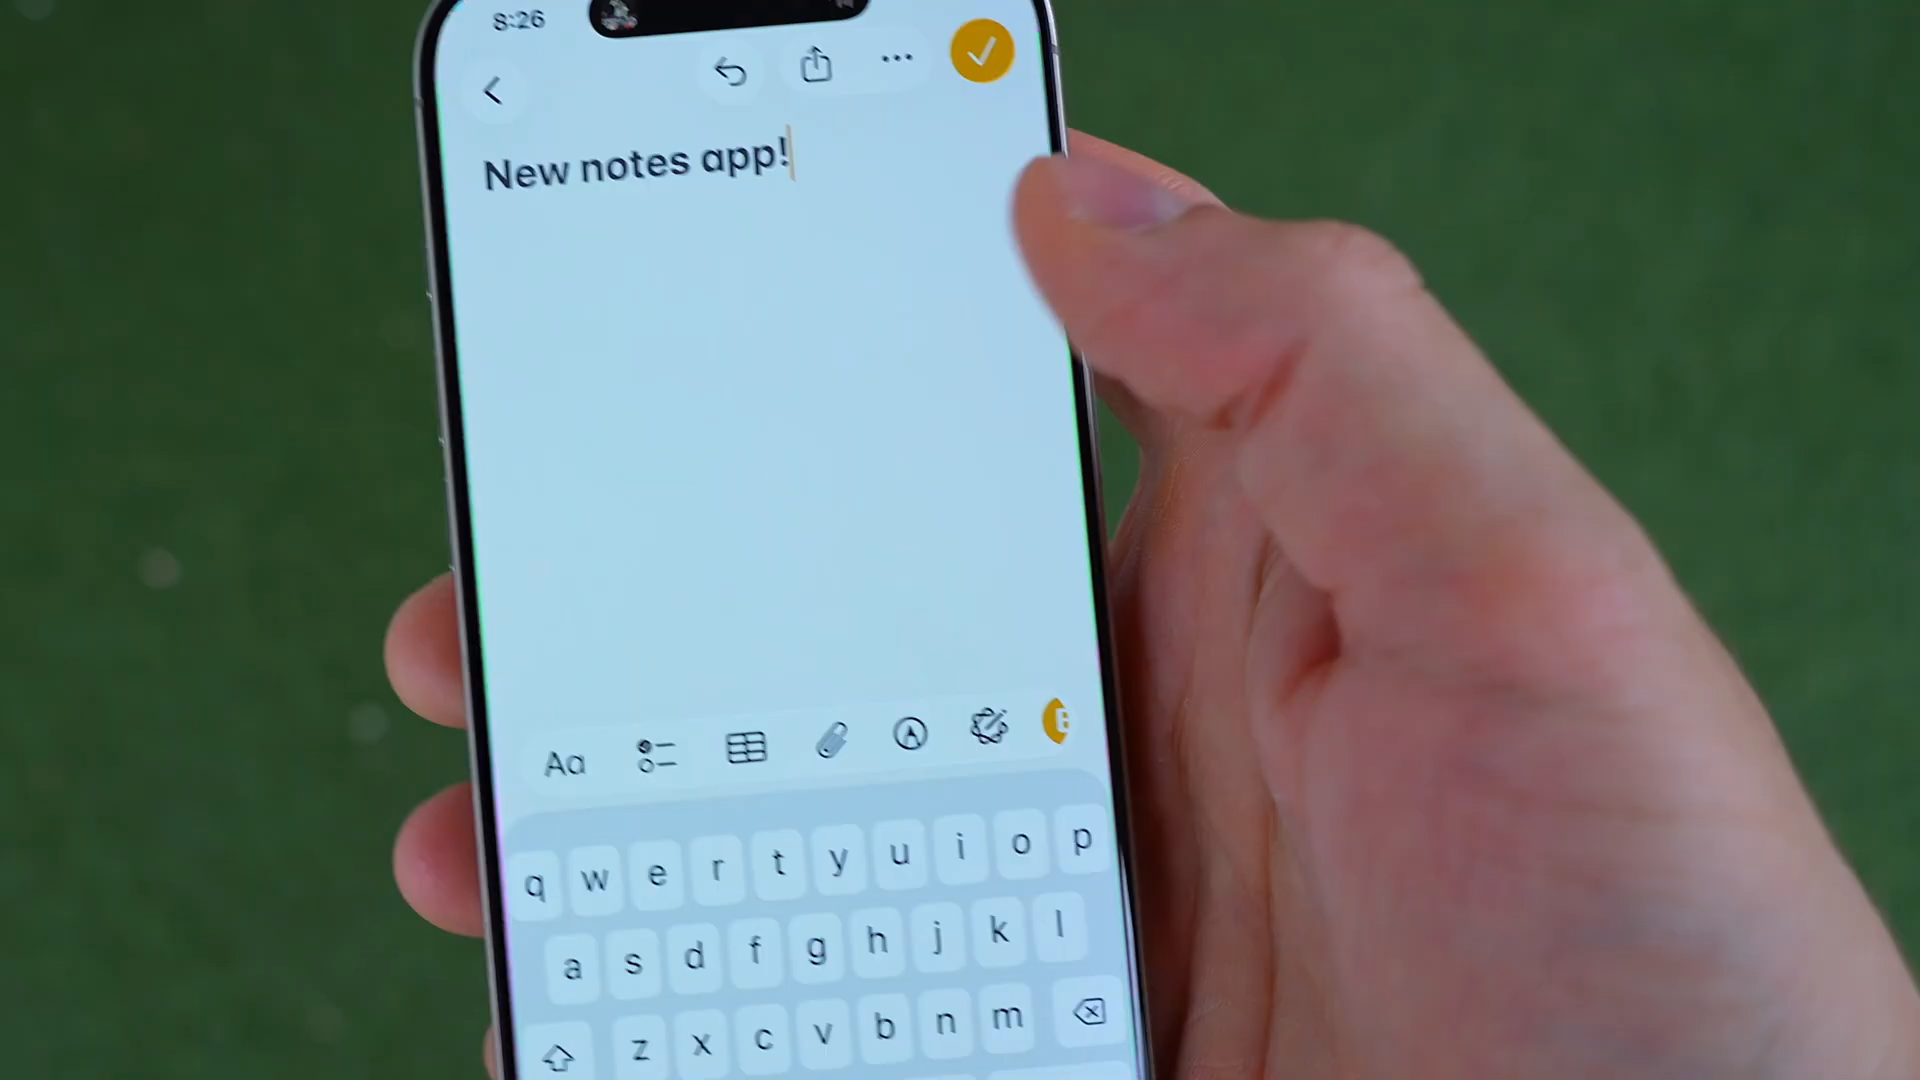 8:26
New notes app!
Aa
q w e r t y u i o p
a s d f g h j k l
z x c v b n m